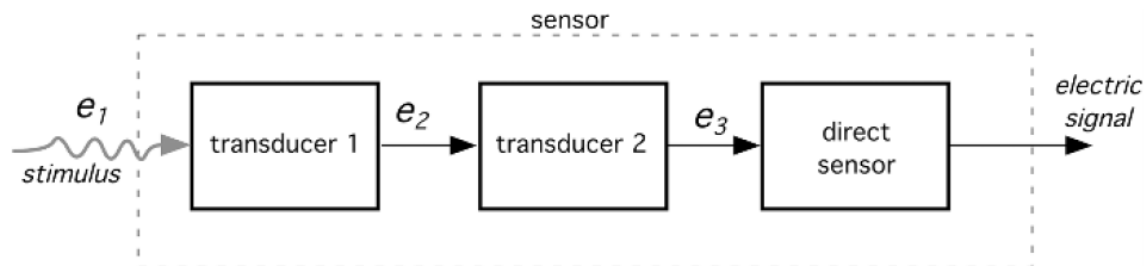 sensor
e1
stimulus
transducer 1
e2
transducer 2
e3
direct
sensor
electric
signal